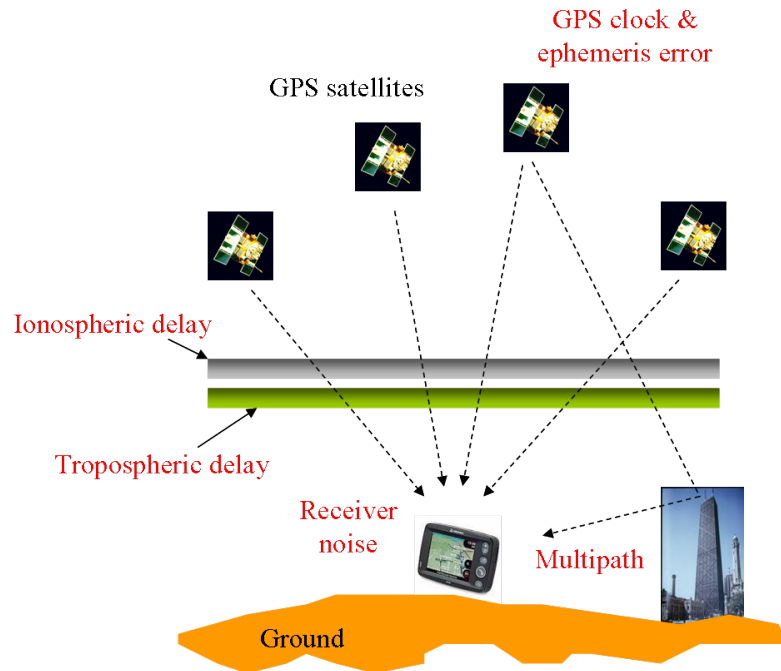 GPS clock &
ephemeris error
GPS satellites
Ionospheric delay
Tropospheric delay
Receiver
noise
Multipath
Ground